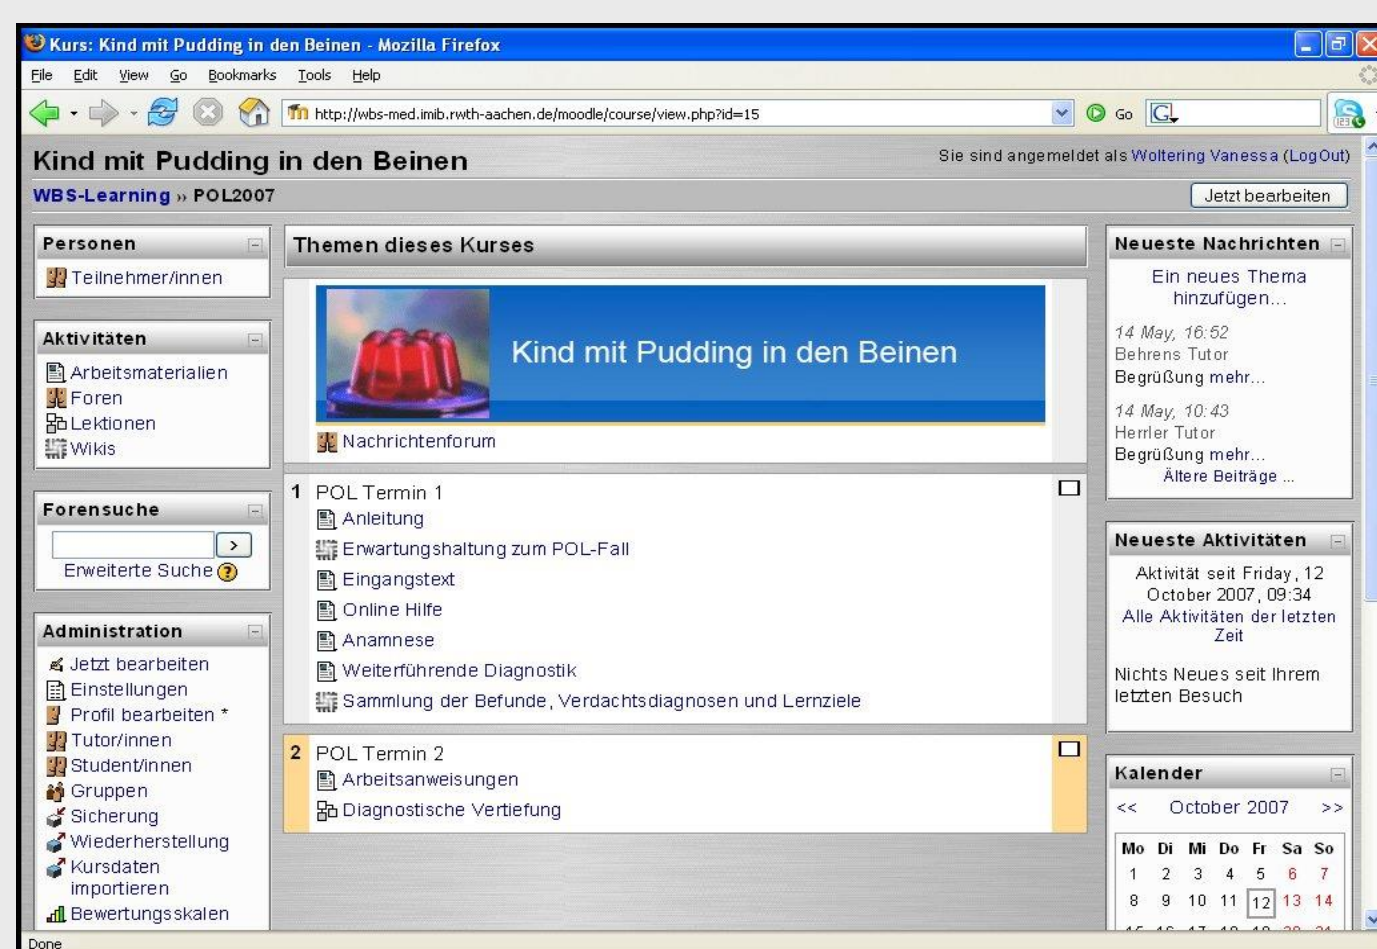 Kurs: Kind mit Pudding in den Beinen - Mozilla Firefox
File Edit View Go Bookmarks Tools Help
http://wbs-med.imib.rwth-aachen.de/moodle/course/view.php?id=15
Go
G
Kind mit Pudding in den Beinen
Sie sind angemeldet als Woltering Vanessa (LogOut)
WBS-Learning » POL2007
Jetzt bearbeiten
Personen
Teilnehmer/innen
Aktivitäten
Arbeitsmaterialien
Foren
Lektionen
Wikis
Forensuche
>
Erweiterte Suche ?
Administration
Jetzt bearbeiten
Einstellungen
Profil bearbeiten *
Tutor/innen
Student/innen
Gruppen
Sicherung
Wiederherstellung
Kursdaten
importieren
Bewertungsskalen
Themen dieses Kurses
Kind mit Pudding in den Beinen
Nachrichtenforum
1 POL Termin 1
Anleitung
Erwartungshaltung zum POL-Fall
Eingangstext
Online Hilfe
Anamnese
Weiterführende Diagnostik
Sammlung der Befunde, Verdachtsdiagnosen und Lernziele
2 POL Termin 2
Arbeitsanweisungen
Diagnostische Vertiefung
Neueste Nachrichten
Ein neues Thema
hinzufügen...
14 May, 16:52
Behrens Tutor
Begrüßung mehr...
14 May, 10:43
Herrler Tutor
Begrüßung mehr...
Ältere Beiträge ...
Neueste Aktivitäten
Aktivität seit Friday, 12
October 2007, 09:34
Alle Aktivitäten der letzten
Zeit
Nichts Neues seit Ihrem
letzten Besuch
Kalender
<< October 2007 >>
Mo Di Mi Do Fr Sa So
1 2 3 4 5 6 7
8 9 10 11 12 13 14
Done